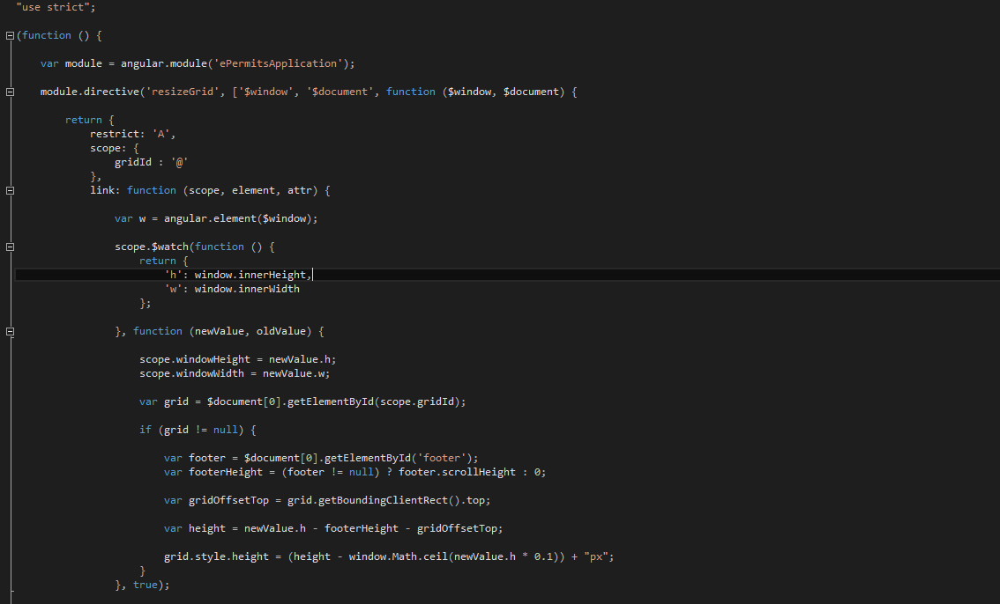 "use strict";
(function () {
var module = angular.module('ePermitsApplication');
module.directive('resizeGrid', ['$window', '$document', function ($window, $document) {
return {
restrict: 'A',
scope: {
gridId : '@'
},
link: function (scope, element, attr) {
var w = angular.element($window);
scope.$watch(function () {
return {
'h': window.innerHeight,
'w': window.innerWidth
};
}, function (newValue, oldValue) {
scope.windowHeight = newValue.h;
scope.windowWidth = newValue.w;
var grid = $document[0].getElementById(scope.gridId);
if (grid != null) {
var footer = $document[0].getElementById('footer');
var footerHeight = (footer != null) ? footer.scrollHeight : 0;
var gridOffsetTop = grid.getBoundingClientRect().top;
var height = newValue.h - footerHeight - gridOffsetTop;
grid.style.height = (height - window.Math.ceil(newValue.h * 0.1)) + "px";
}
}, true);